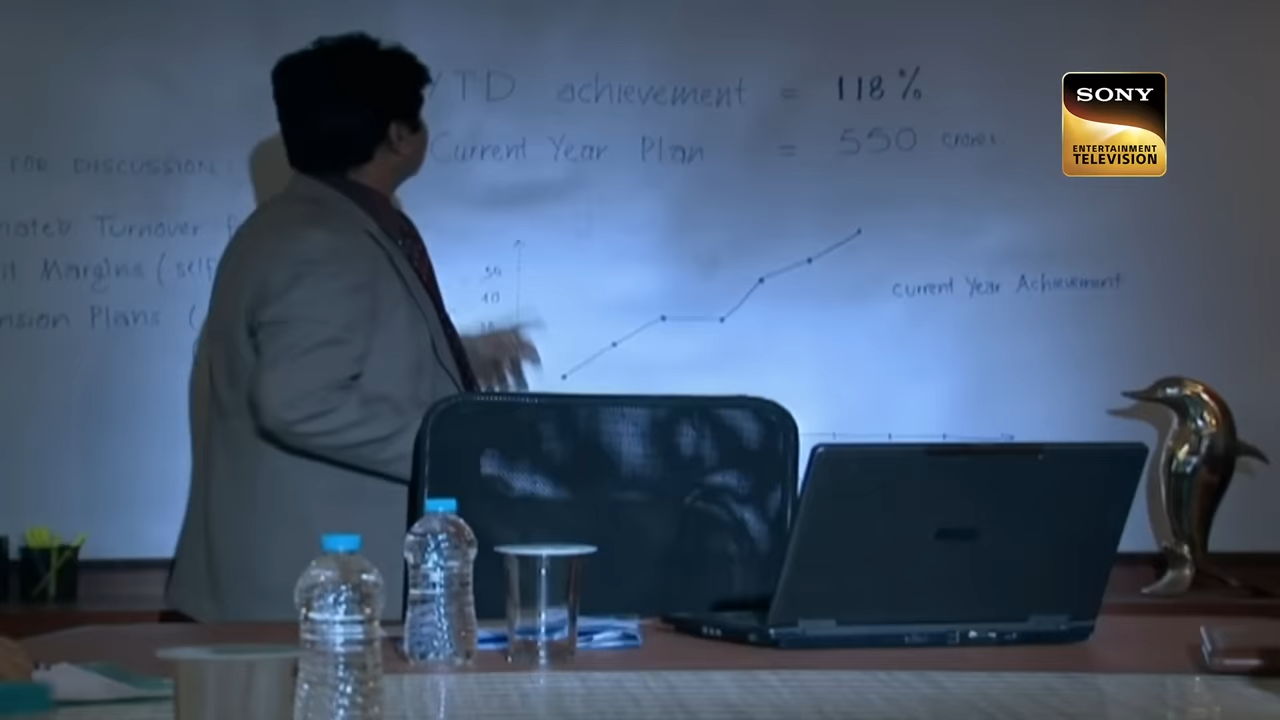 YTD achievement = 118%
Current Year Plan = 550 crores
FOR DISCUSSION:
Turnover
Margins (self
Plans (
50
40
Current Year Achievement
SONY
ENTERTAINMENT
TELEVISION